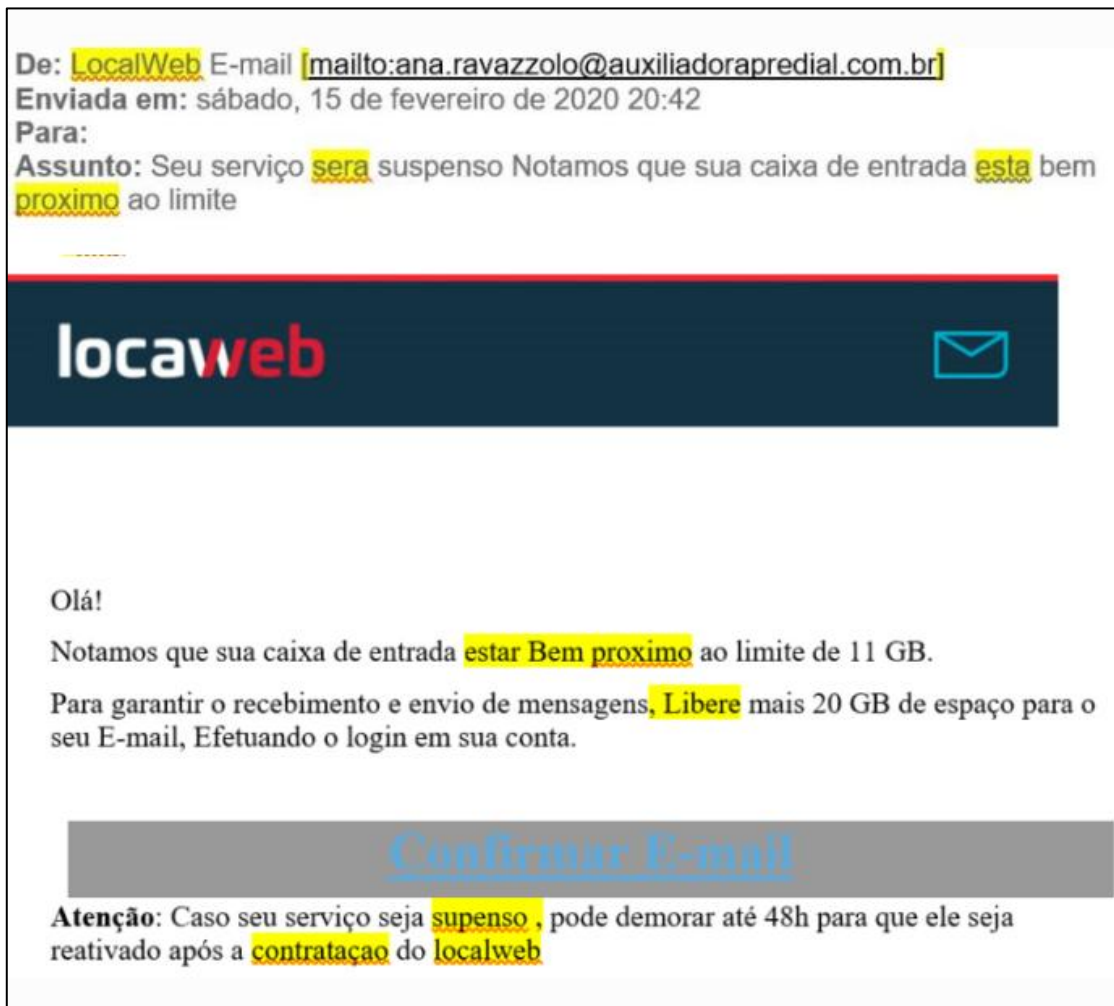 De: LocalWeb E-mail [mailto:ana.ravazzolo@auxiliadorapredial.com.br]
Enviada em: sábado, 15 de fevereiro de 2020 20:42
Para:
Assunto: Seu serviço sera suspenso Notamos que sua caixa de entrada esta bem
proximo ao limite
locaweb
Olá!
Notamos que sua caixa de entrada estar Bem proximo ao limite de 11 GB.
Para garantir o recebimento e envio de mensagens, Libere mais 20 GB de espaço para o
seu E-mail, Efetuando o login em sua conta.
Confirmar E-mail
Atenção: Caso seu serviço seja supenso , pode demorar até 48h para que ele seja
reativado após a contrataçao do localweb